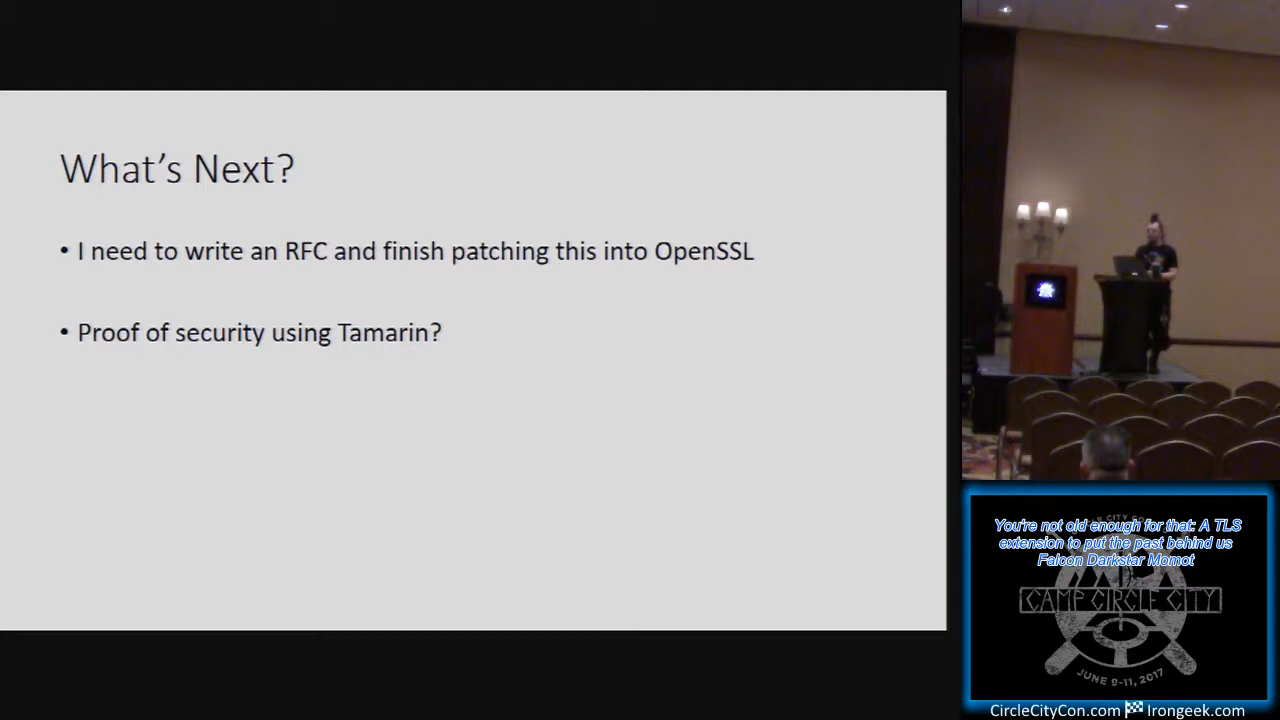 What's Next?
• I need to write an RFC and finish patching this into OpenSSL
• Proof of security using Tamarin?
You're not old enough for that: A TLS
extension to put the past behind us
Falcon Darkstar Momot
CAMP CIRCLE CITY
JUNE 9-11, 2017
CircleCityCon.com Irongeek.com